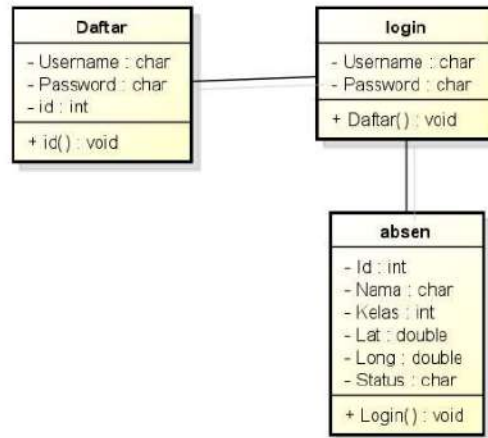 Daftar
- Username : char
- Password : char
- id : int
+ id() : void
login
- Username : char
- Password : char
+ Daftar() : void
absen
- Id : int
- Nama : char
- Kelas : int
- Lat : double
- Long : double
- Status : char
+ Login() : void